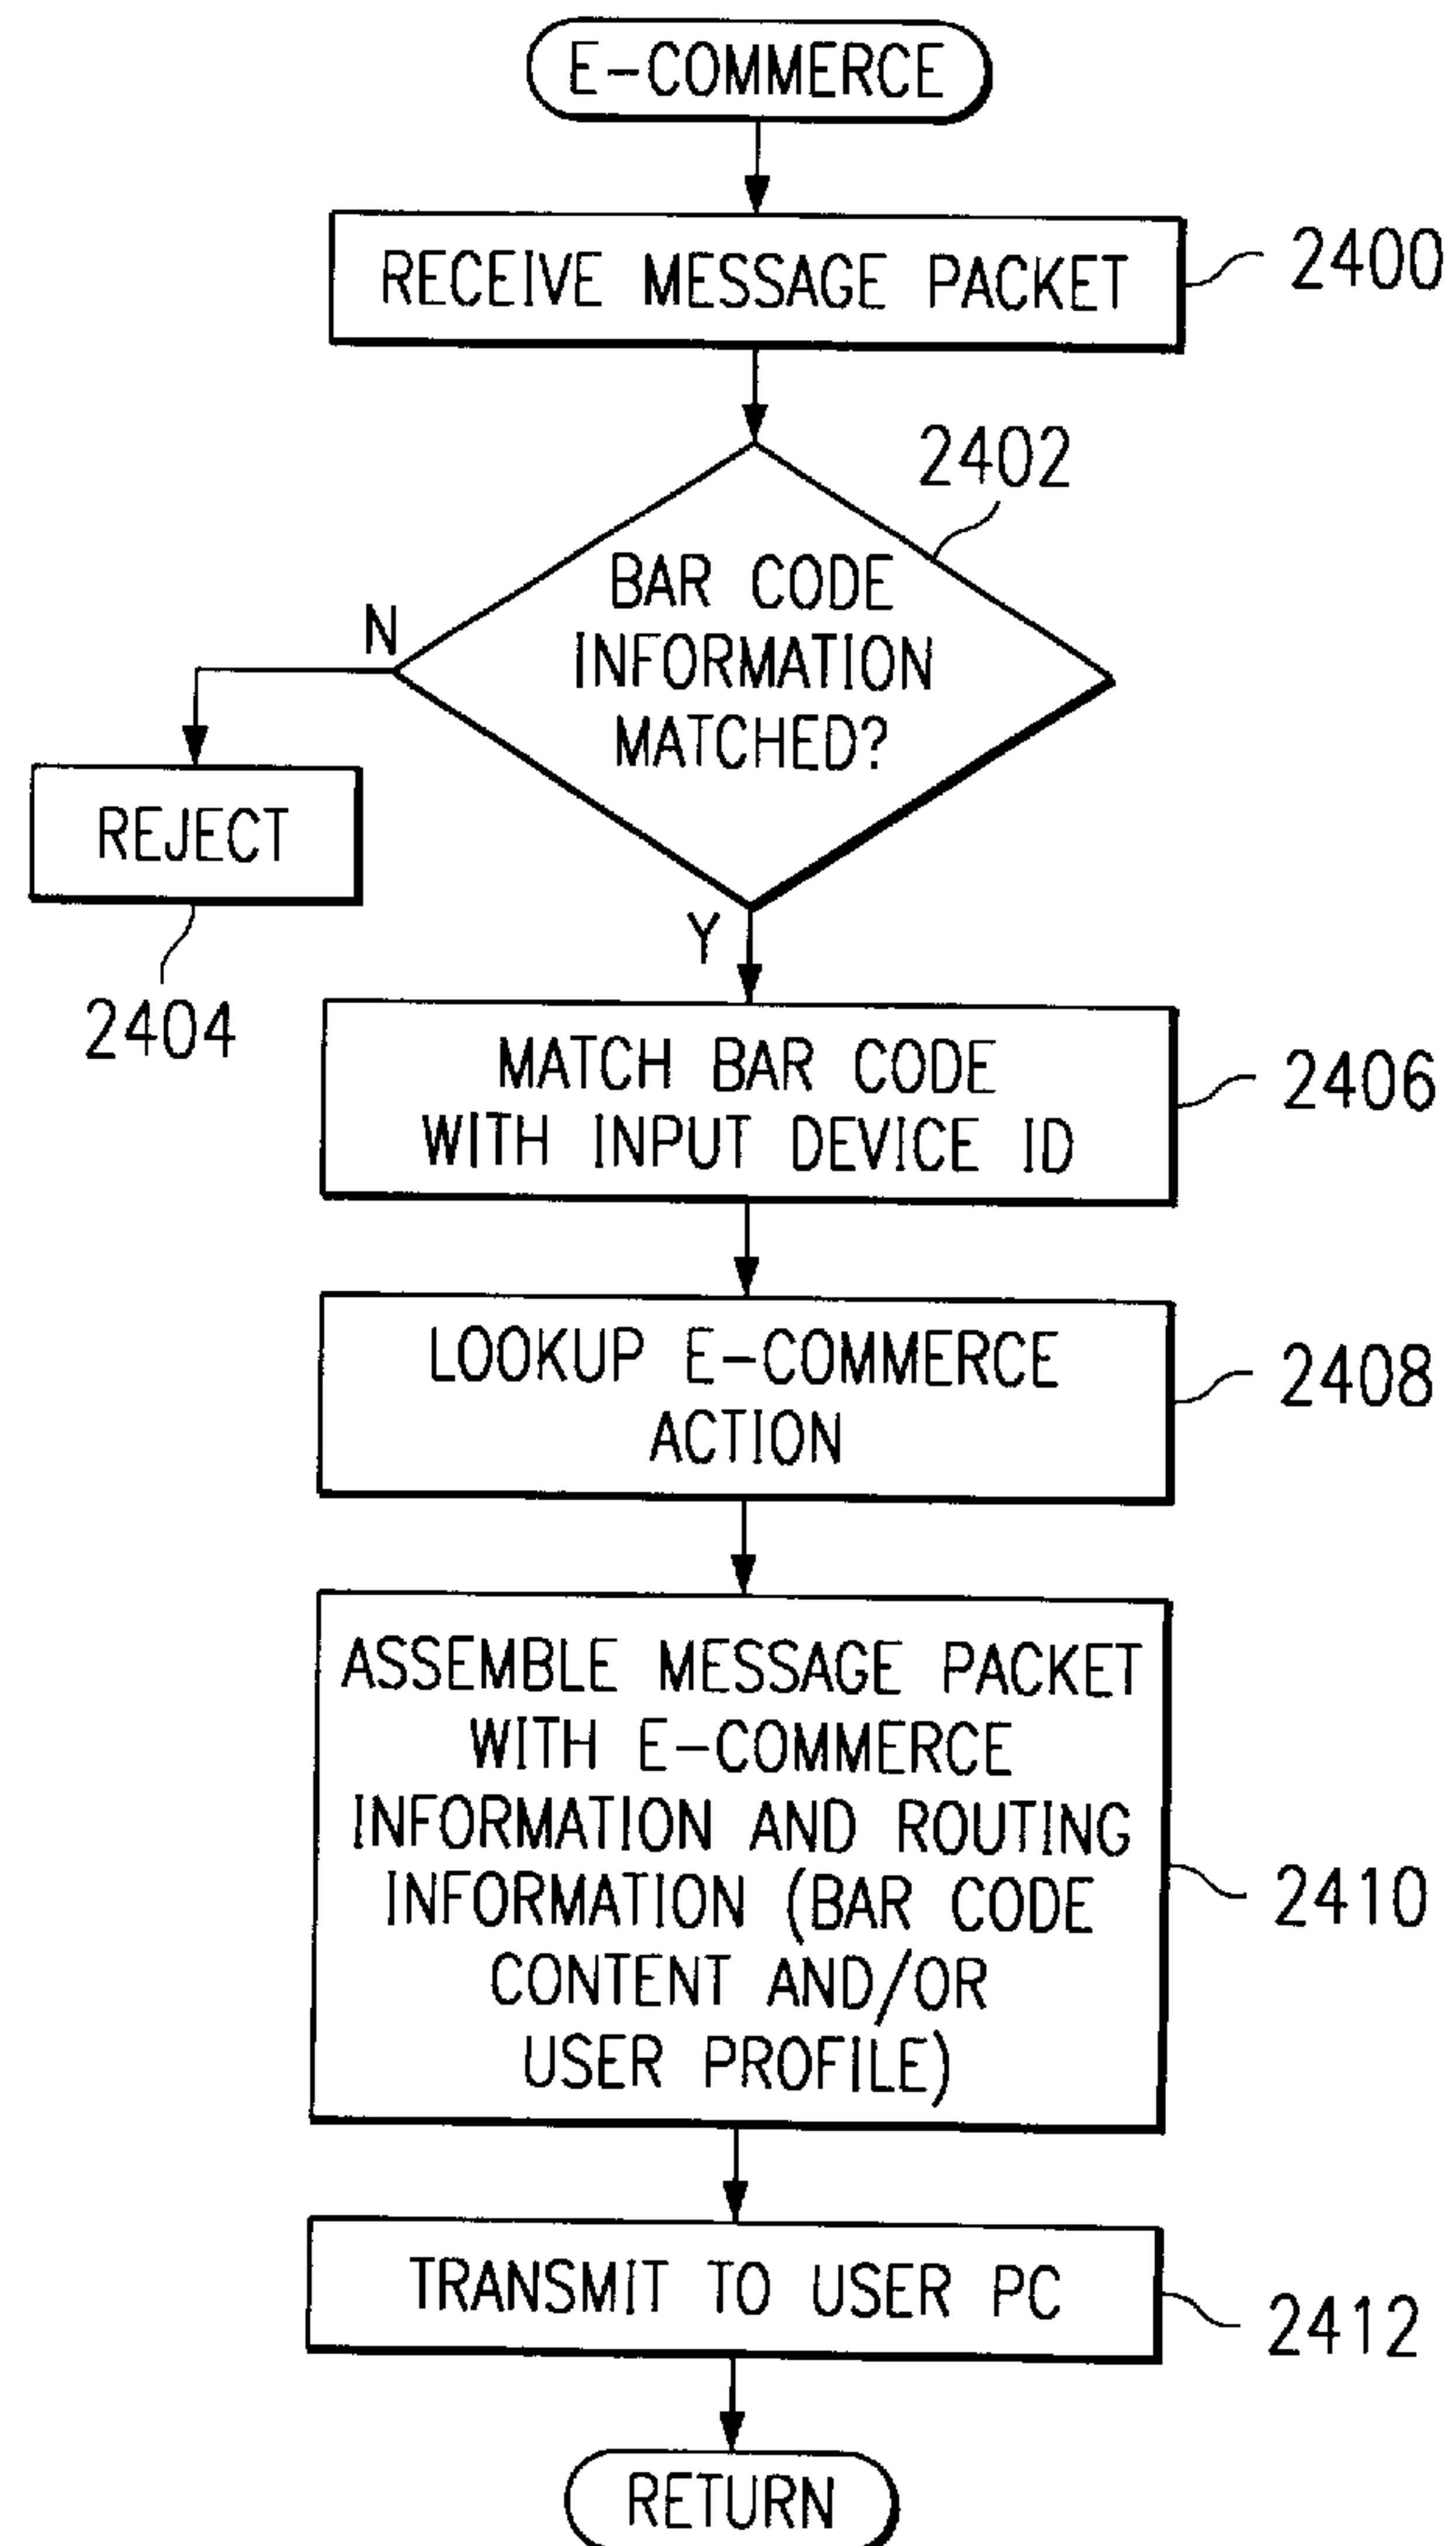 E-COMMERCE
RECEIVE MESSAGE PACKET
2400
2402
BAR CODE
INFORMATION
MATCHED?
N
REJECT
2404
Y
MATCH BAR CODE
WITH INPUT DEVICE ID
2406
LOOKUP E-COMMERCE
ACTION
2408
ASSEMBLE MESSAGE PACKET
WITH E-COMMERCE
INFORMATION AND ROUTING
INFORMATION (BAR CODE
CONTENT AND/OR
USER PROFILE)
2410
TRANSMIT TO USER PC
2412
RETURN